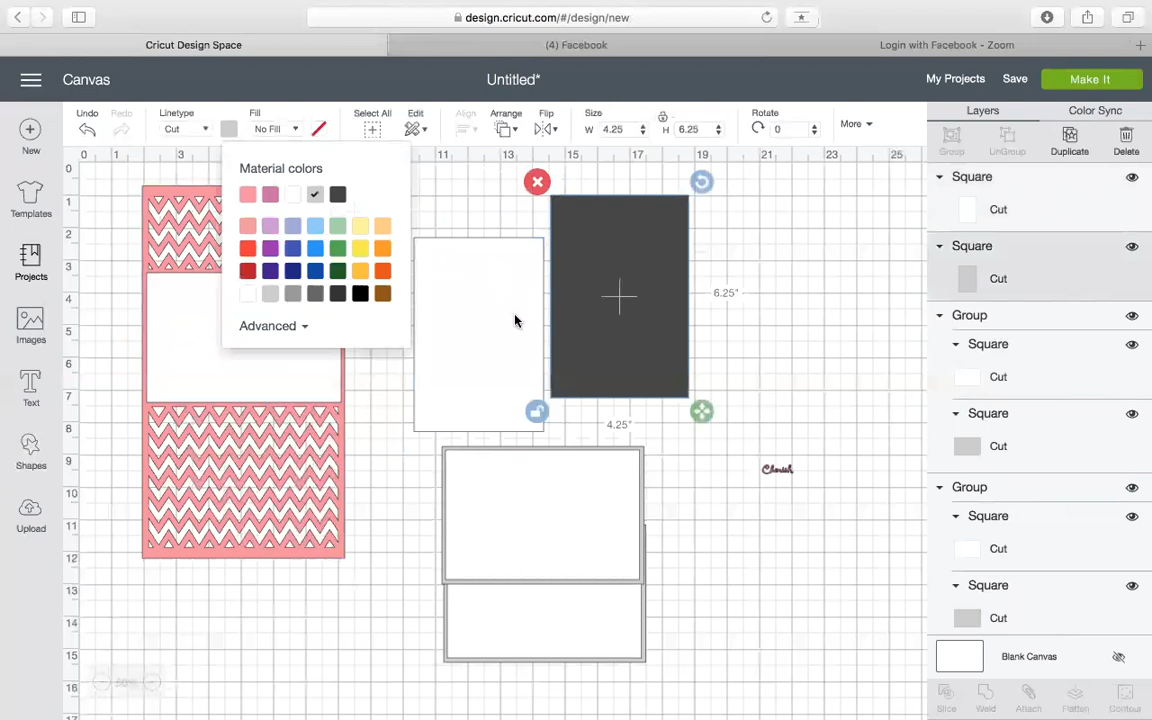 design.cricut.com/#/design/new
Cricut Design Space
(4) Facebook
Login with Facebook - Zoom
Canvas
Untitled*
My Projects
Save
Make It
Undo
Redo
Linetype
Cut
Fill
No Fill
Select All
Edit
Align
Arrange
Flip
Size
W 4.25
H 6.25
Rotate
0
More
Layers
Color Sync
Group
UnGroup
Duplicate
Delete
New
Templates
Projects
Images
Text
Shapes
Upload
0 1 3 11 13 15 17 19 21 23 25
0
1
2
3
4
5
6
7
8
9
10
11
12
13
14
15
16
Material colors
Advanced
6.25"
4.25"
Cherish
50%
Square
Cut
Square
Cut
Group
Square
Cut
Square
Cut
Group
Square
Cut
Square
Cut
Blank Canvas
Slice
Weld
Attach
Flatten
Contour